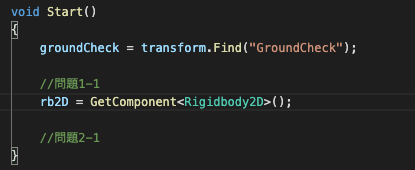 void Start()
{
groundCheck = transform.Find("GroundCheck");
//問題1-1
rb2D = GetComponent<Rigidbody2D>();
//問題2-1
}